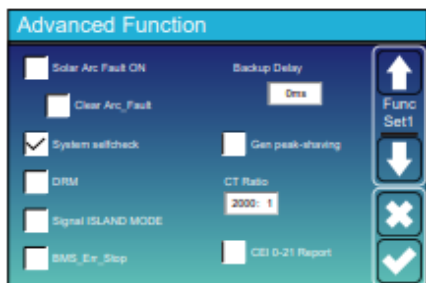 Advanced Function
Solar Arc Fault ON
Backup Delay
0ms
Clear Arc_Fault
Func
Set1
System selfcheck
Gen peak-shaving
DRM
CT Ratio
2000: 1
Signal ISLAND MODE
BMS_Err_Stop
CEI 0-21 Report